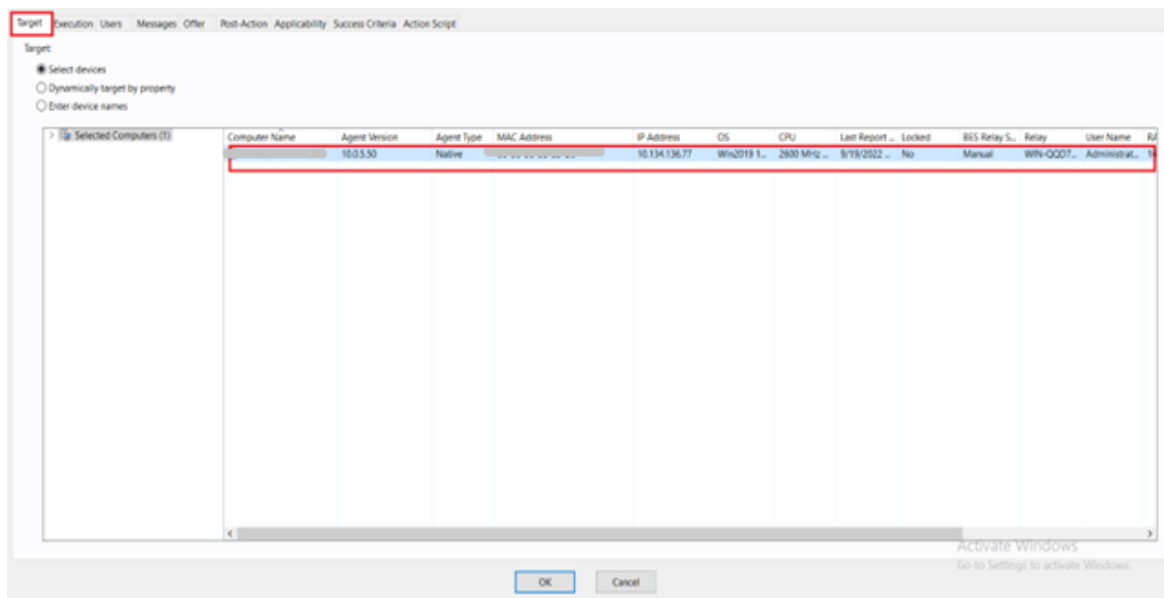 Target Execution Users Messages Offer Post-Action Applicability Success Criteria Action Script
Target:
Select devices
Dynamically target by property
Enter device names
Selected Computers (1)
Computer Name Agent Version Agent Type MAC Address IP Address OS CPU Last Report ... Locked BES Relay S... Relay User Name RA
10.0.5.50 Native 10.134.136.77 Win2019 1... 2600 MHz ... 9/19/2022 ... No Manual WIN-QQD7... Administrat...
Activate Windows
Go to Settings to activate Windows.
OK Cancel